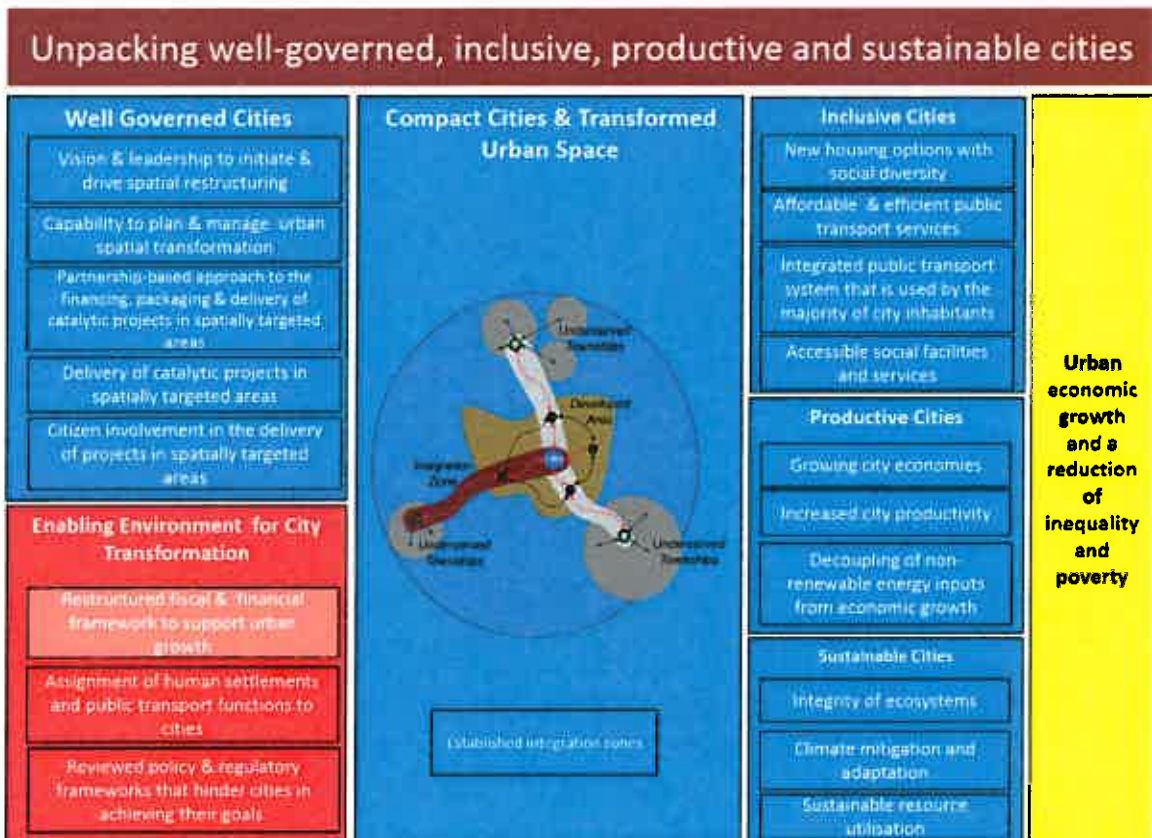 Unpacking well-governed, inclusive, productive and sustainable cities
Well Governed Cities
Vision & leadership to initiate &
drive spatial restructuring
Capability to plan & manage urban
spatial transformation
Partnership-based approach to the
financing, packaging & delivery of
catalytic projects in spatially targeted
areas
Delivery of catalytic projects in
spatially targeted areas
Citizen involvement in the delivery
of projects in spatially targeted
areas
Enabling Environment for City
Transformation
Restructured fiscal & financial
framework to support urban
growth
Assignment of human settlements
and public transport functions to
cities
Reviewed policy & regulatory
frameworks that hinder cities in
achieving their goals
Compact Cities & Transformed
Urban Space
Underserved
Townships
Developed
Area
Integration
Zone
Underserved
Townships
Underserved
Townships
Established integration zones
Inclusive Cities
New housing options with
social diversity
Affordable & efficient public
transport services
Integrated public transport
system that is used by the
majority of city inhabitants
Accessible social facilities
and services
Productive Cities
Growing city economies
Increased city productivity
Decoupling of non-
renewable energy inputs
from economic growth
Sustainable Cities
Integrity of ecosystems
Climate mitigation and
adaptation
Sustainable resource
utilisation
Urban
economic
growth
and a
reduction
of
inequality
and
poverty